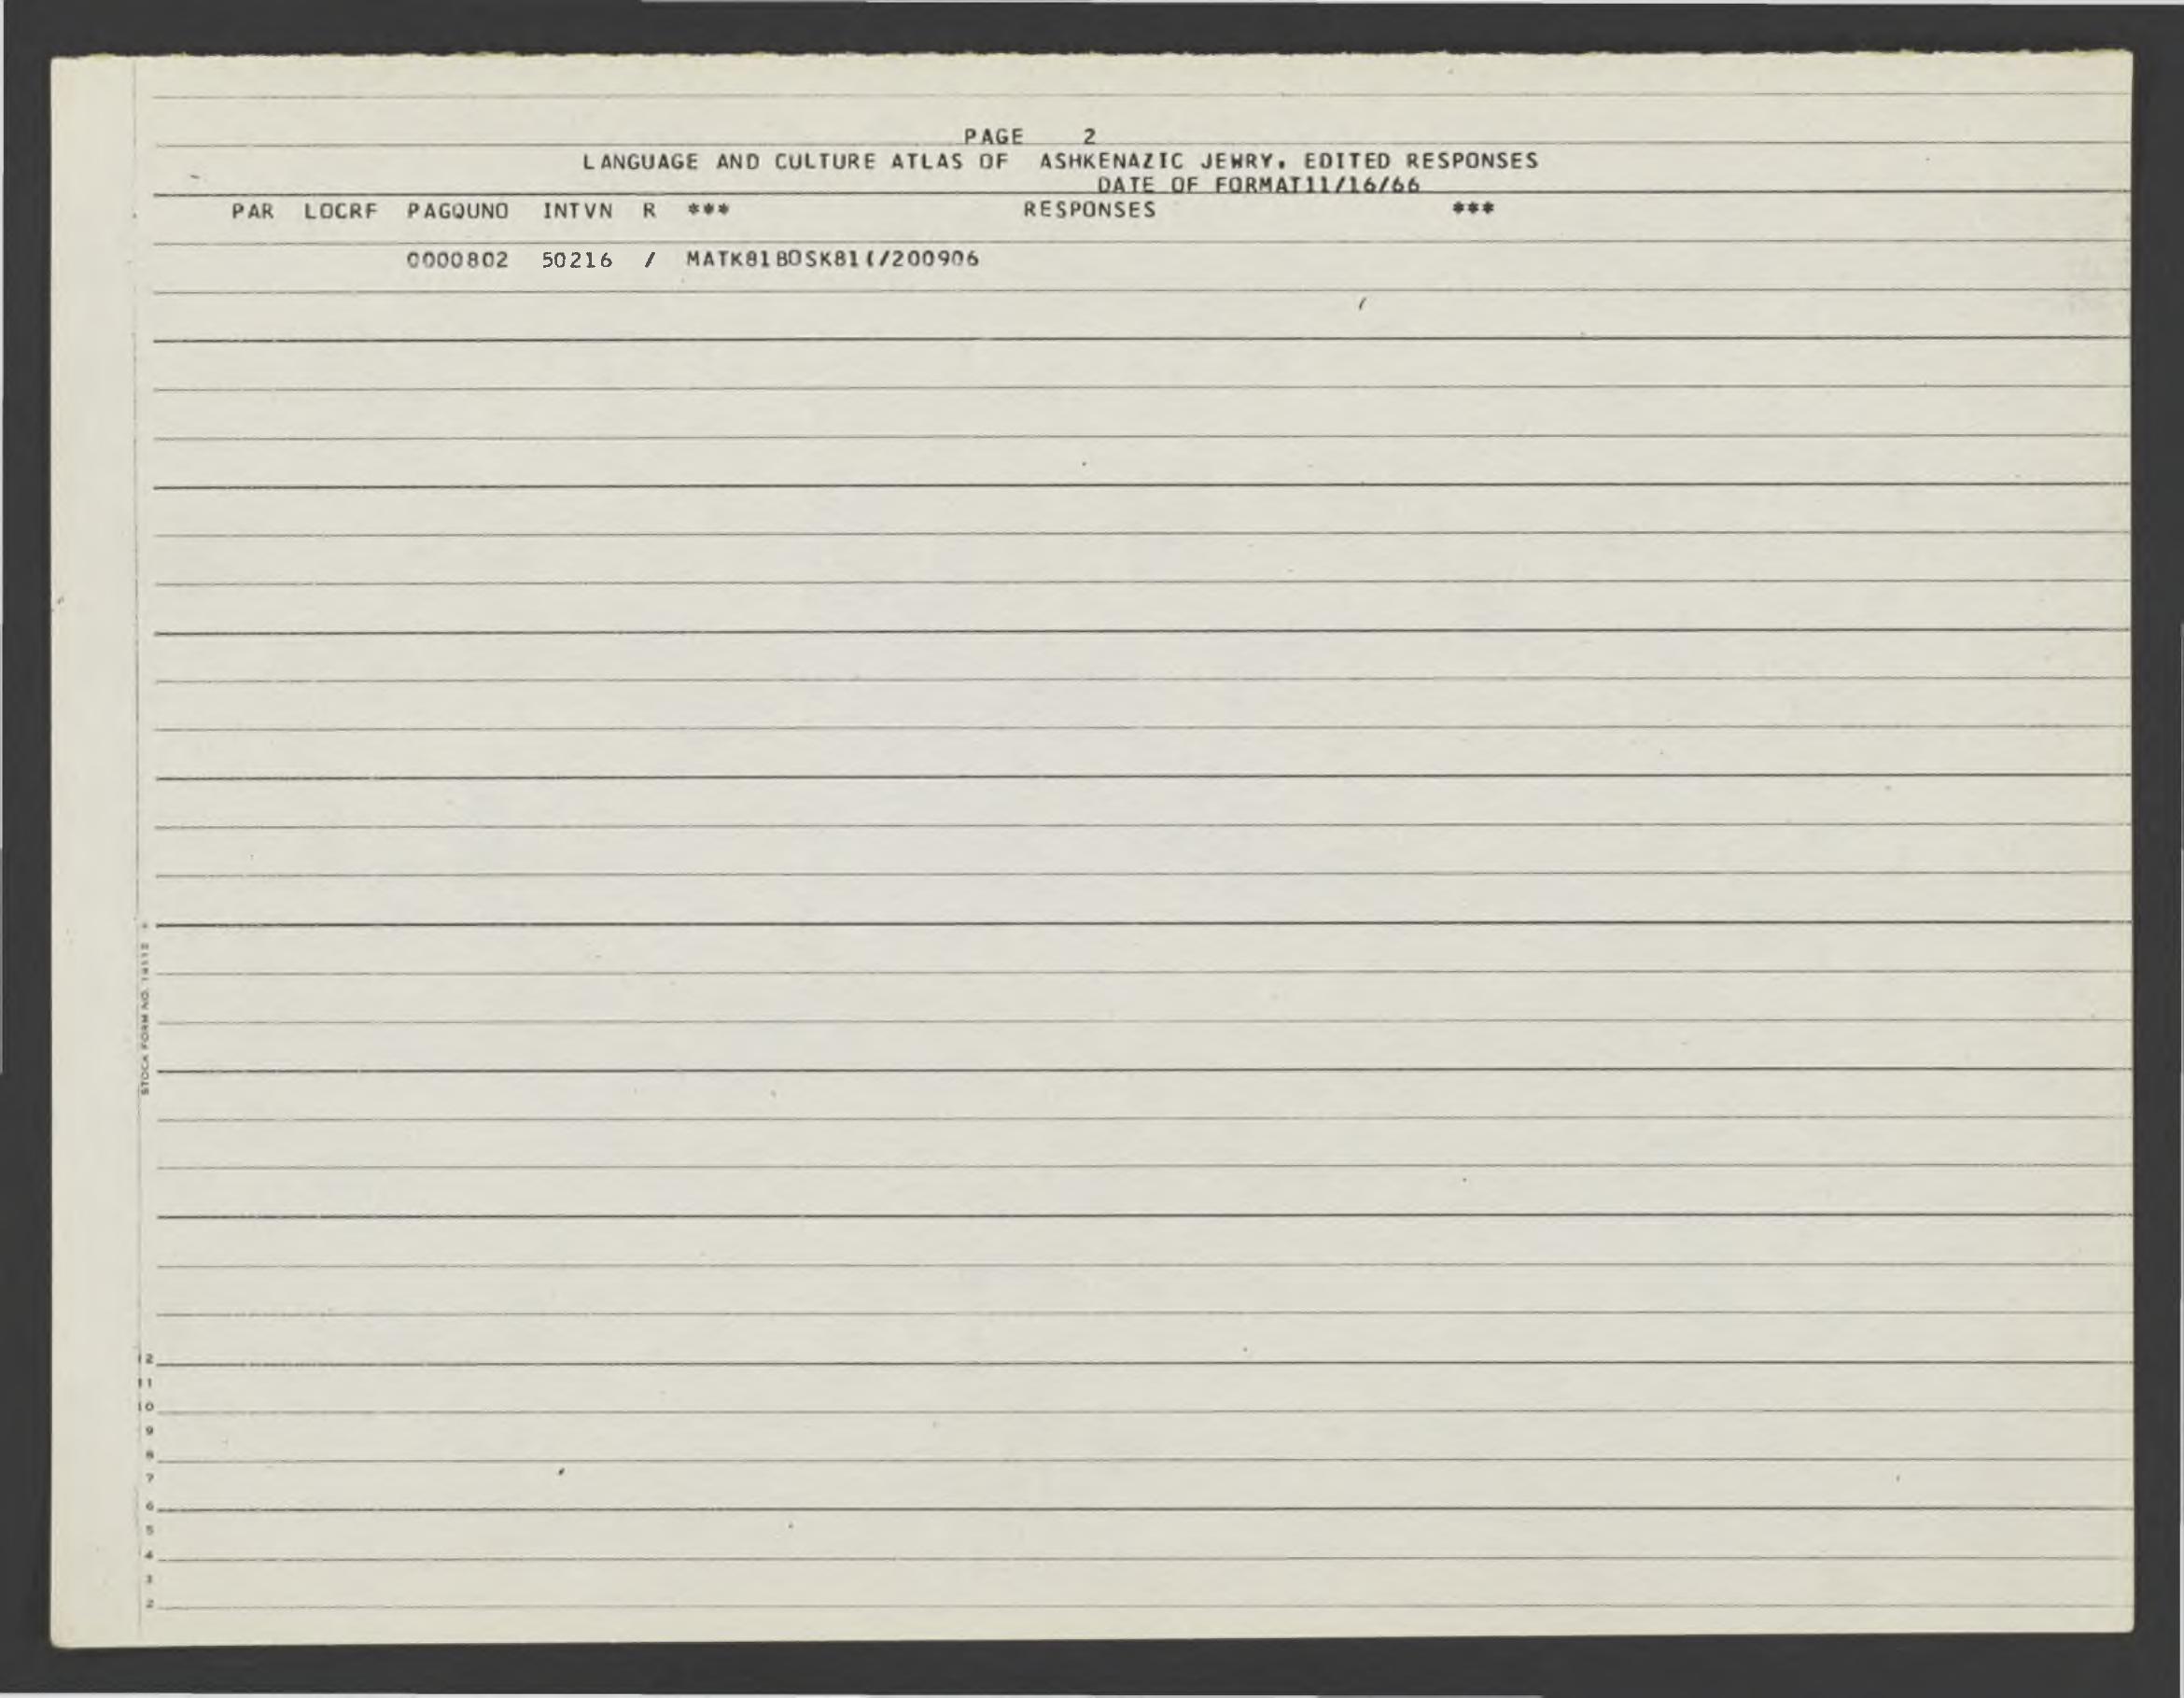 PAGE 2
LANGUAGE AND CULTURE ATLAS OF ASHKENAZIC JEWRY. EDITED RESPONSES
DATE OF FORMAT11/16/66
PAR LOCRF PAGQUNO INTVN R *** RESPONSES ***
0000802 50216 / MATK81BOSK81(/200906
STOCK FORM NO.
12
11
10
9
8
7
6
5
4
3
2